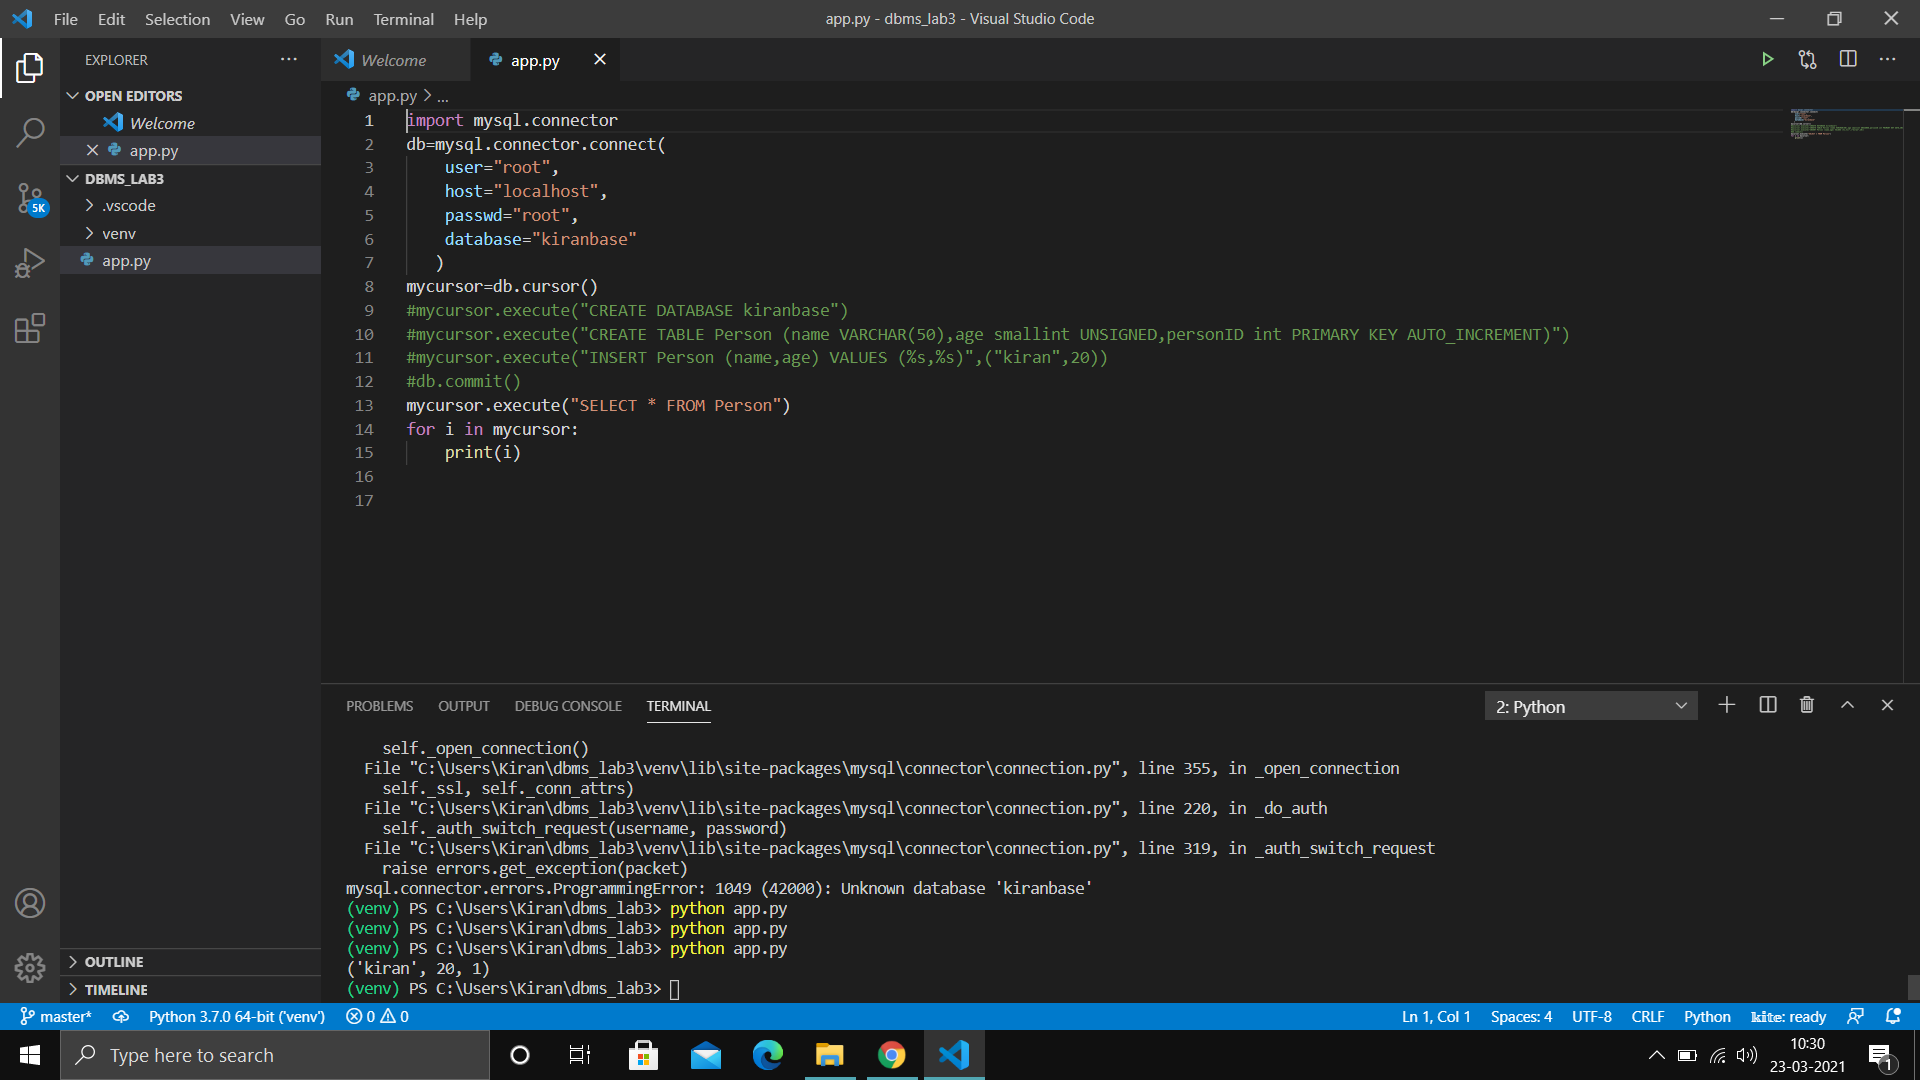 File Edit Selection View Go Run Terminal Help
app.py - dbms_lab3 - Visual Studio Code
EXPLORER
OPEN EDITORS
Welcome
app.py
DBMS_LAB3
.vscode
venv
app.py
5K
OUTLINE
TIMELINE
Welcome
app.py
app.py > ...
1 import mysql.connector
2 db=mysql.connector.connect(
3 user="root",
4 host="localhost",
5 passwd="root",
6 database="kiranbase"
7 )
8 mycursor=db.cursor()
9 #mycursor.execute("CREATE DATABASE kiranbase")
10 #mycursor.execute("CREATE TABLE Person (name VARCHAR(50),age smallint UNSIGNED,personID int PRIMARY KEY AUTO_INCREMENT)")
11 #mycursor.execute("INSERT Person (name,age) VALUES (%s,%s)",("kiran",20))
12 #db.commit()
13 mycursor.execute("SELECT * FROM Person")
14 for i in mycursor:
15 print(i)
16
17
PROBLEMS OUTPUT DEBUG CONSOLE TERMINAL
2: Python
self._open_connection()
File "C:\Users\Kiran\dbms_lab3\venv\lib\site-packages\mysql\connector\connection.py", line 355, in _open_connection
self._ssl, self._conn_attrs)
File "C:\Users\Kiran\dbms_lab3\venv\lib\site-packages\mysql\connector\connection.py", line 220, in _do_auth
self._auth_switch_request(username, password)
File "C:\Users\Kiran\dbms_lab3\venv\lib\site-packages\mysql\connector\connection.py", line 319, in _auth_switch_request
raise errors.get_exception(packet)
mysql.connector.errors.ProgrammingError: 1049 (42000): Unknown database 'kiranbase'
(venv) PS C:\Users\Kiran\dbms_lab3> python app.py
(venv) PS C:\Users\Kiran\dbms_lab3> python app.py
(venv) PS C:\Users\Kiran\dbms_lab3> python app.py
('kiran', 20, 1)
(venv) PS C:\Users\Kiran\dbms_lab3>
master* Python 3.7.0 64-bit ('venv') 0 0
Ln 1, Col 1 Spaces: 4 UTF-8 CRLF Python kite: ready
Type here to search
10:30
23-03-2021
1